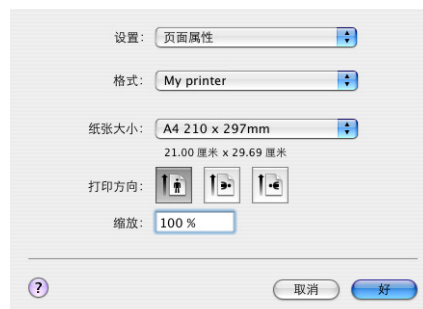 设置: 页面属性
格式: My printer
纸张大小: A4 210 x 297mm
21.00 厘米 x 29.69 厘米
打印方向:
缩放: 100 %
? 取消 好